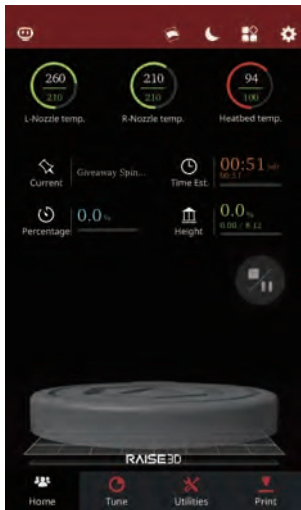 260
210
L-Nozzle temp.
210
210
R-Nozzle temp.
94
100
Heatbed temp.
Current
Giveaway Spin...
00:51
Time Est.
Percentage
0.0 %
Height
0.0
0.00 / 8.12
RAISE3D
Home
Tune
Utilities
Print